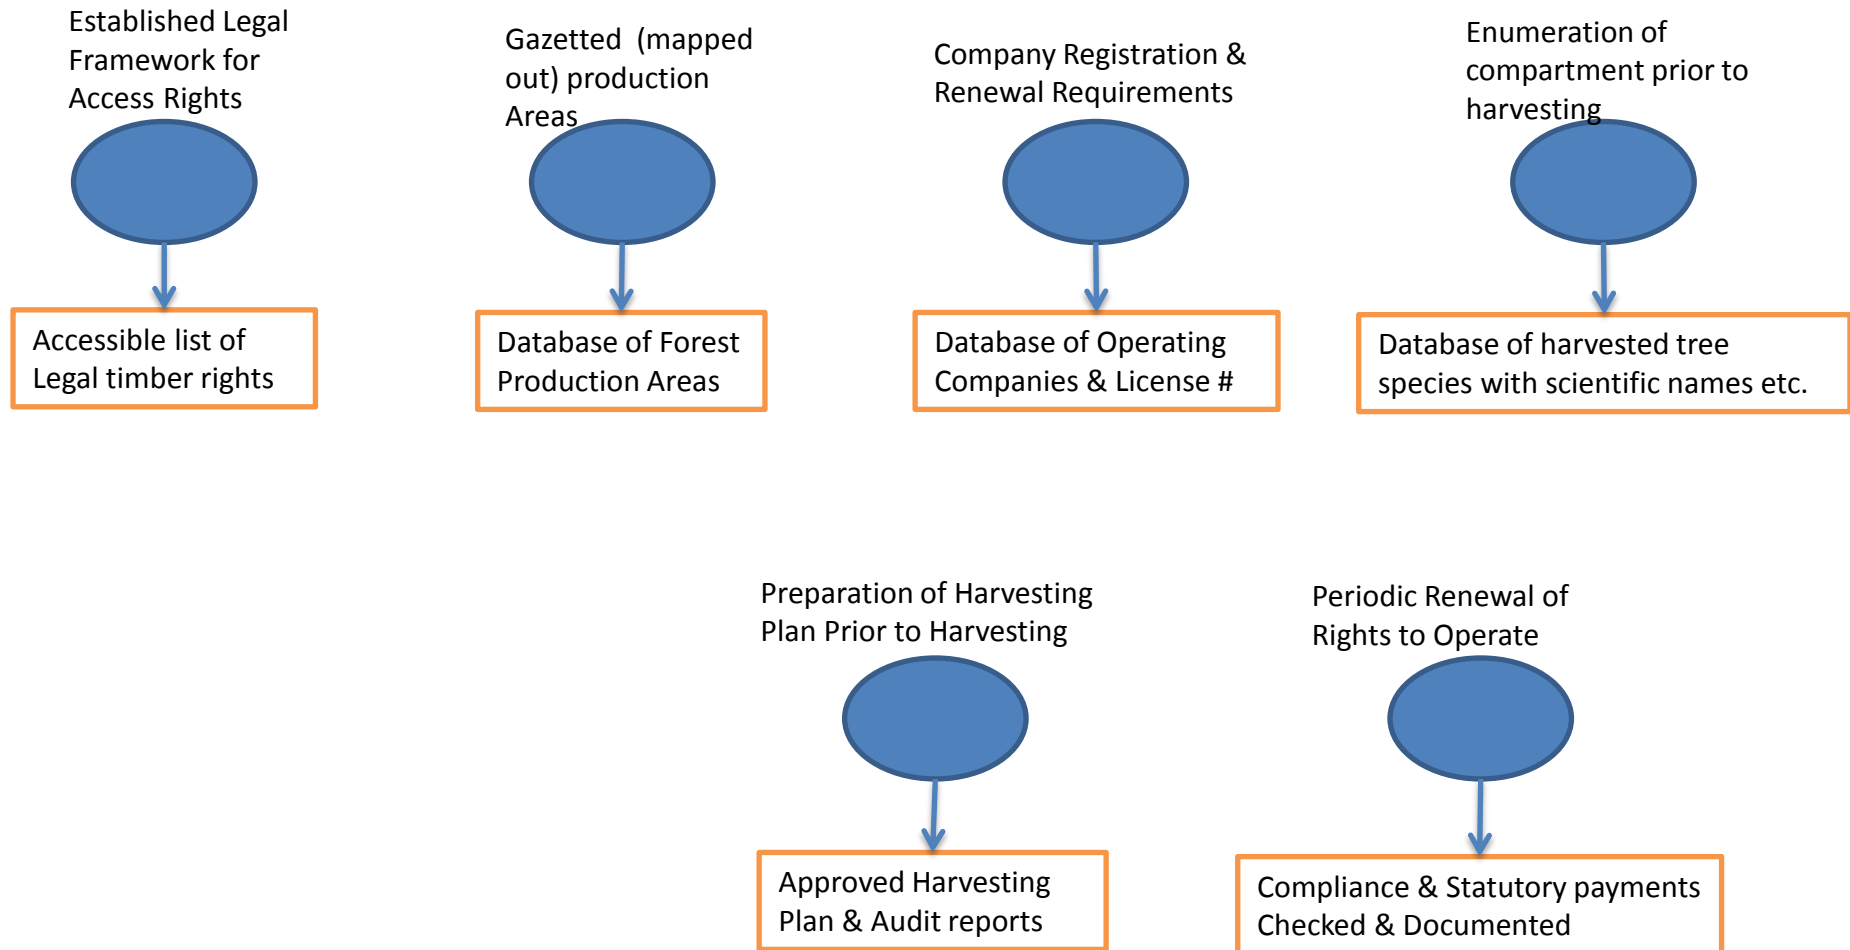 Established Legal
Framework for
Access Rights
Gazetted (mapped
out) production
Areas
Company Registration &
Renewal Requirements
Enumeration of
compartment prior to
harvesting
Accessible list of
Legal timber rights
Database of Forest
Production Areas
Database of Operating
Companies & License #
Database of harvested tree
species with scientific names etc.
Preparation of Harvesting
Plan Prior to Harvesting
Periodic Renewal of
Rights to Operate
Approved Harvesting
Plan & Audit reports
Compliance & Statutory payments
Checked & Documented